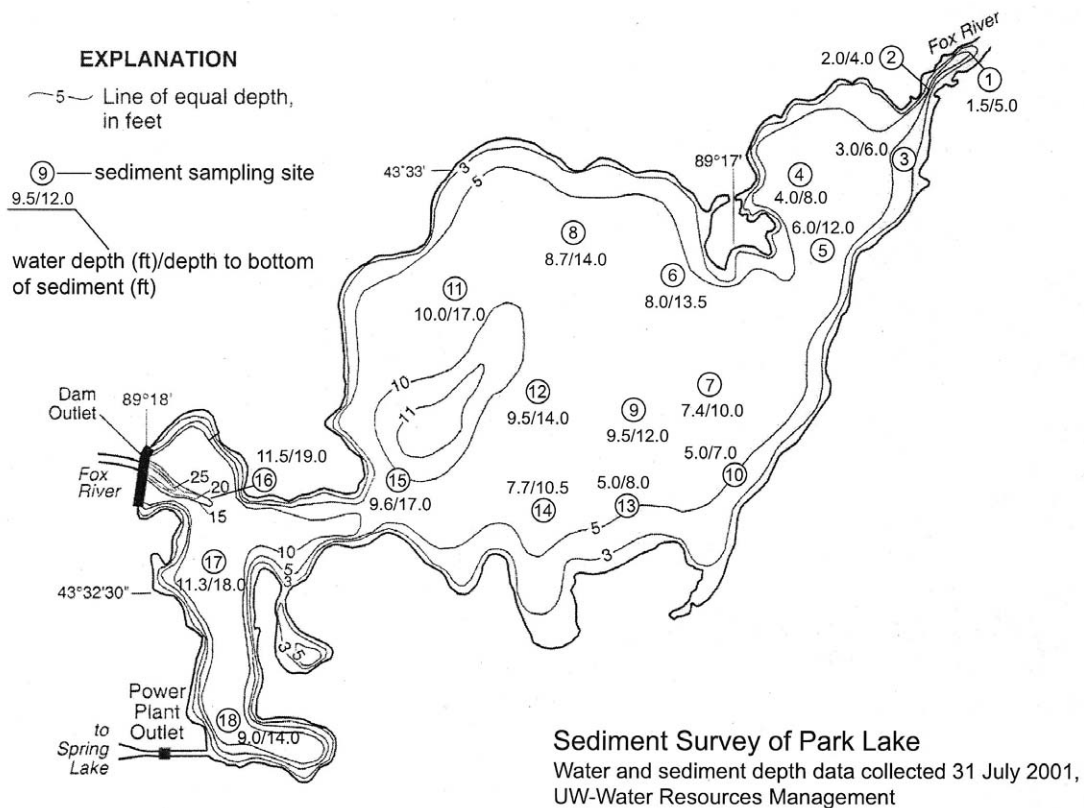 EXPLANATION
5 Line of equal depth,
in feet
9 sediment sampling site
9.5/12.0
water depth (ft)/depth to bottom
of sediment (ft)
Fox River
2.0/4.0 2
1
1.5/5.0
3.0/6.0 3
89°17'
4
4.0/8.0
6.0/12.0
5
43°33'
3
5
8
8.7/14.0
6
8.0/13.5
11
10.0/17.0
10
11
12
9.5/14.0
9
9.5/12.0
7
7.4/10.0
5.0/7.0
10
Dam
Outlet
89°18'
Fox
River
25
20
15
11.5/19.0
16
15
9.6/17.0
7.7/10.5
14
5.0/8.0
13
5
3
10
5
3
17
11.3/18.0
43°32'30"
3
5
Power
Plant
Outlet
18
9.0/14.0
to
Spring
Lake
Sediment Survey of Park Lake
Water and sediment depth data collected 31 July 2001,
UW-Water Resources Management